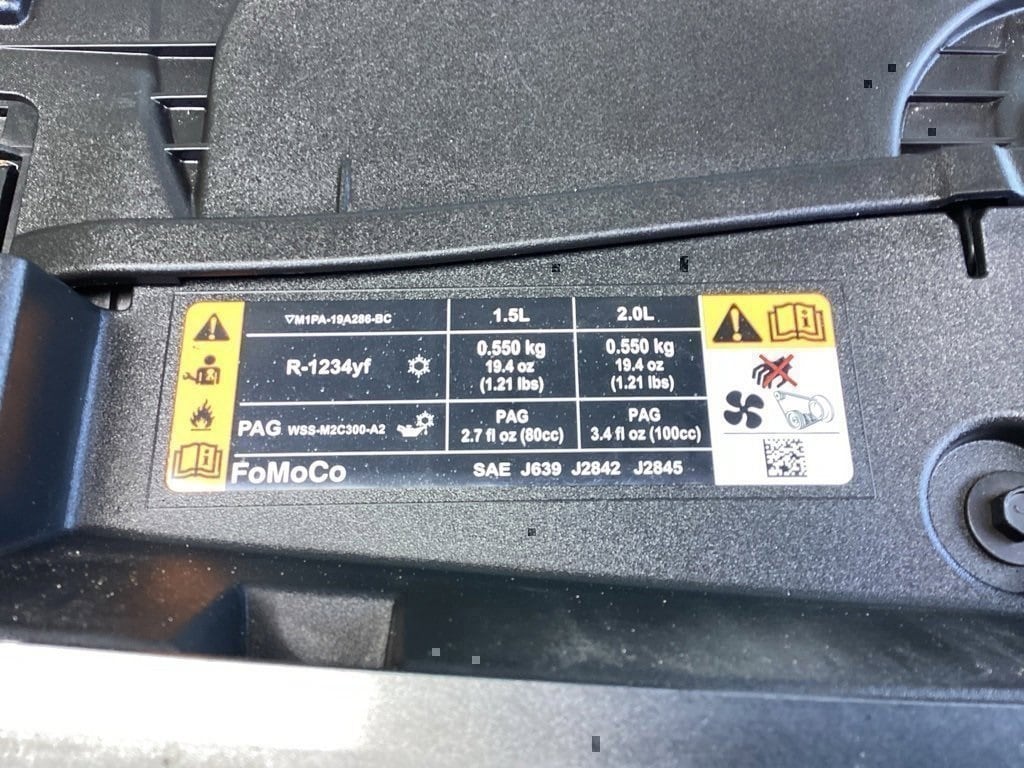 ▽M1PA-19A286-BC 1.5L 2.0L
R-1234yf 0.550 kg 0.550 kg
19.4 oz 19.4 oz
(1.21 lbs) (1.21 lbs)
PAG WSS-M2C300-A2 PAG PAG
2.7 fl oz (80cc) 3.4 fl oz (100cc)
FoMoCo SAE J639 J2842 J2845